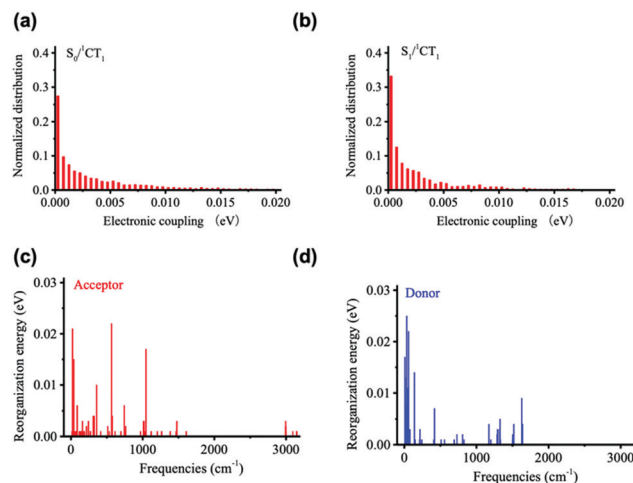 (a)
S₀/¹CT₁
Normalized distribution
0.4
0.3
0.2
0.1
0.0
0.000 0.005 0.010 0.015 0.020
Electronic coupling (eV)
(b)
S₁/¹CT₁
Normalized distribution
0.4
0.3
0.2
0.1
0.0
0.000 0.005 0.010 0.015 0.020
Electronic coupling (eV)
(c)
Acceptor
Reorganization energy (eV)
0.03
0.02
0.01
0.00
0 1000 2000 3000
Frequencies (cm⁻¹)
(d)
Donor
Reorganization energy (eV)
0.03
0.02
0.01
0.00
0 1000 2000 3000
Frequencies (cm⁻¹)